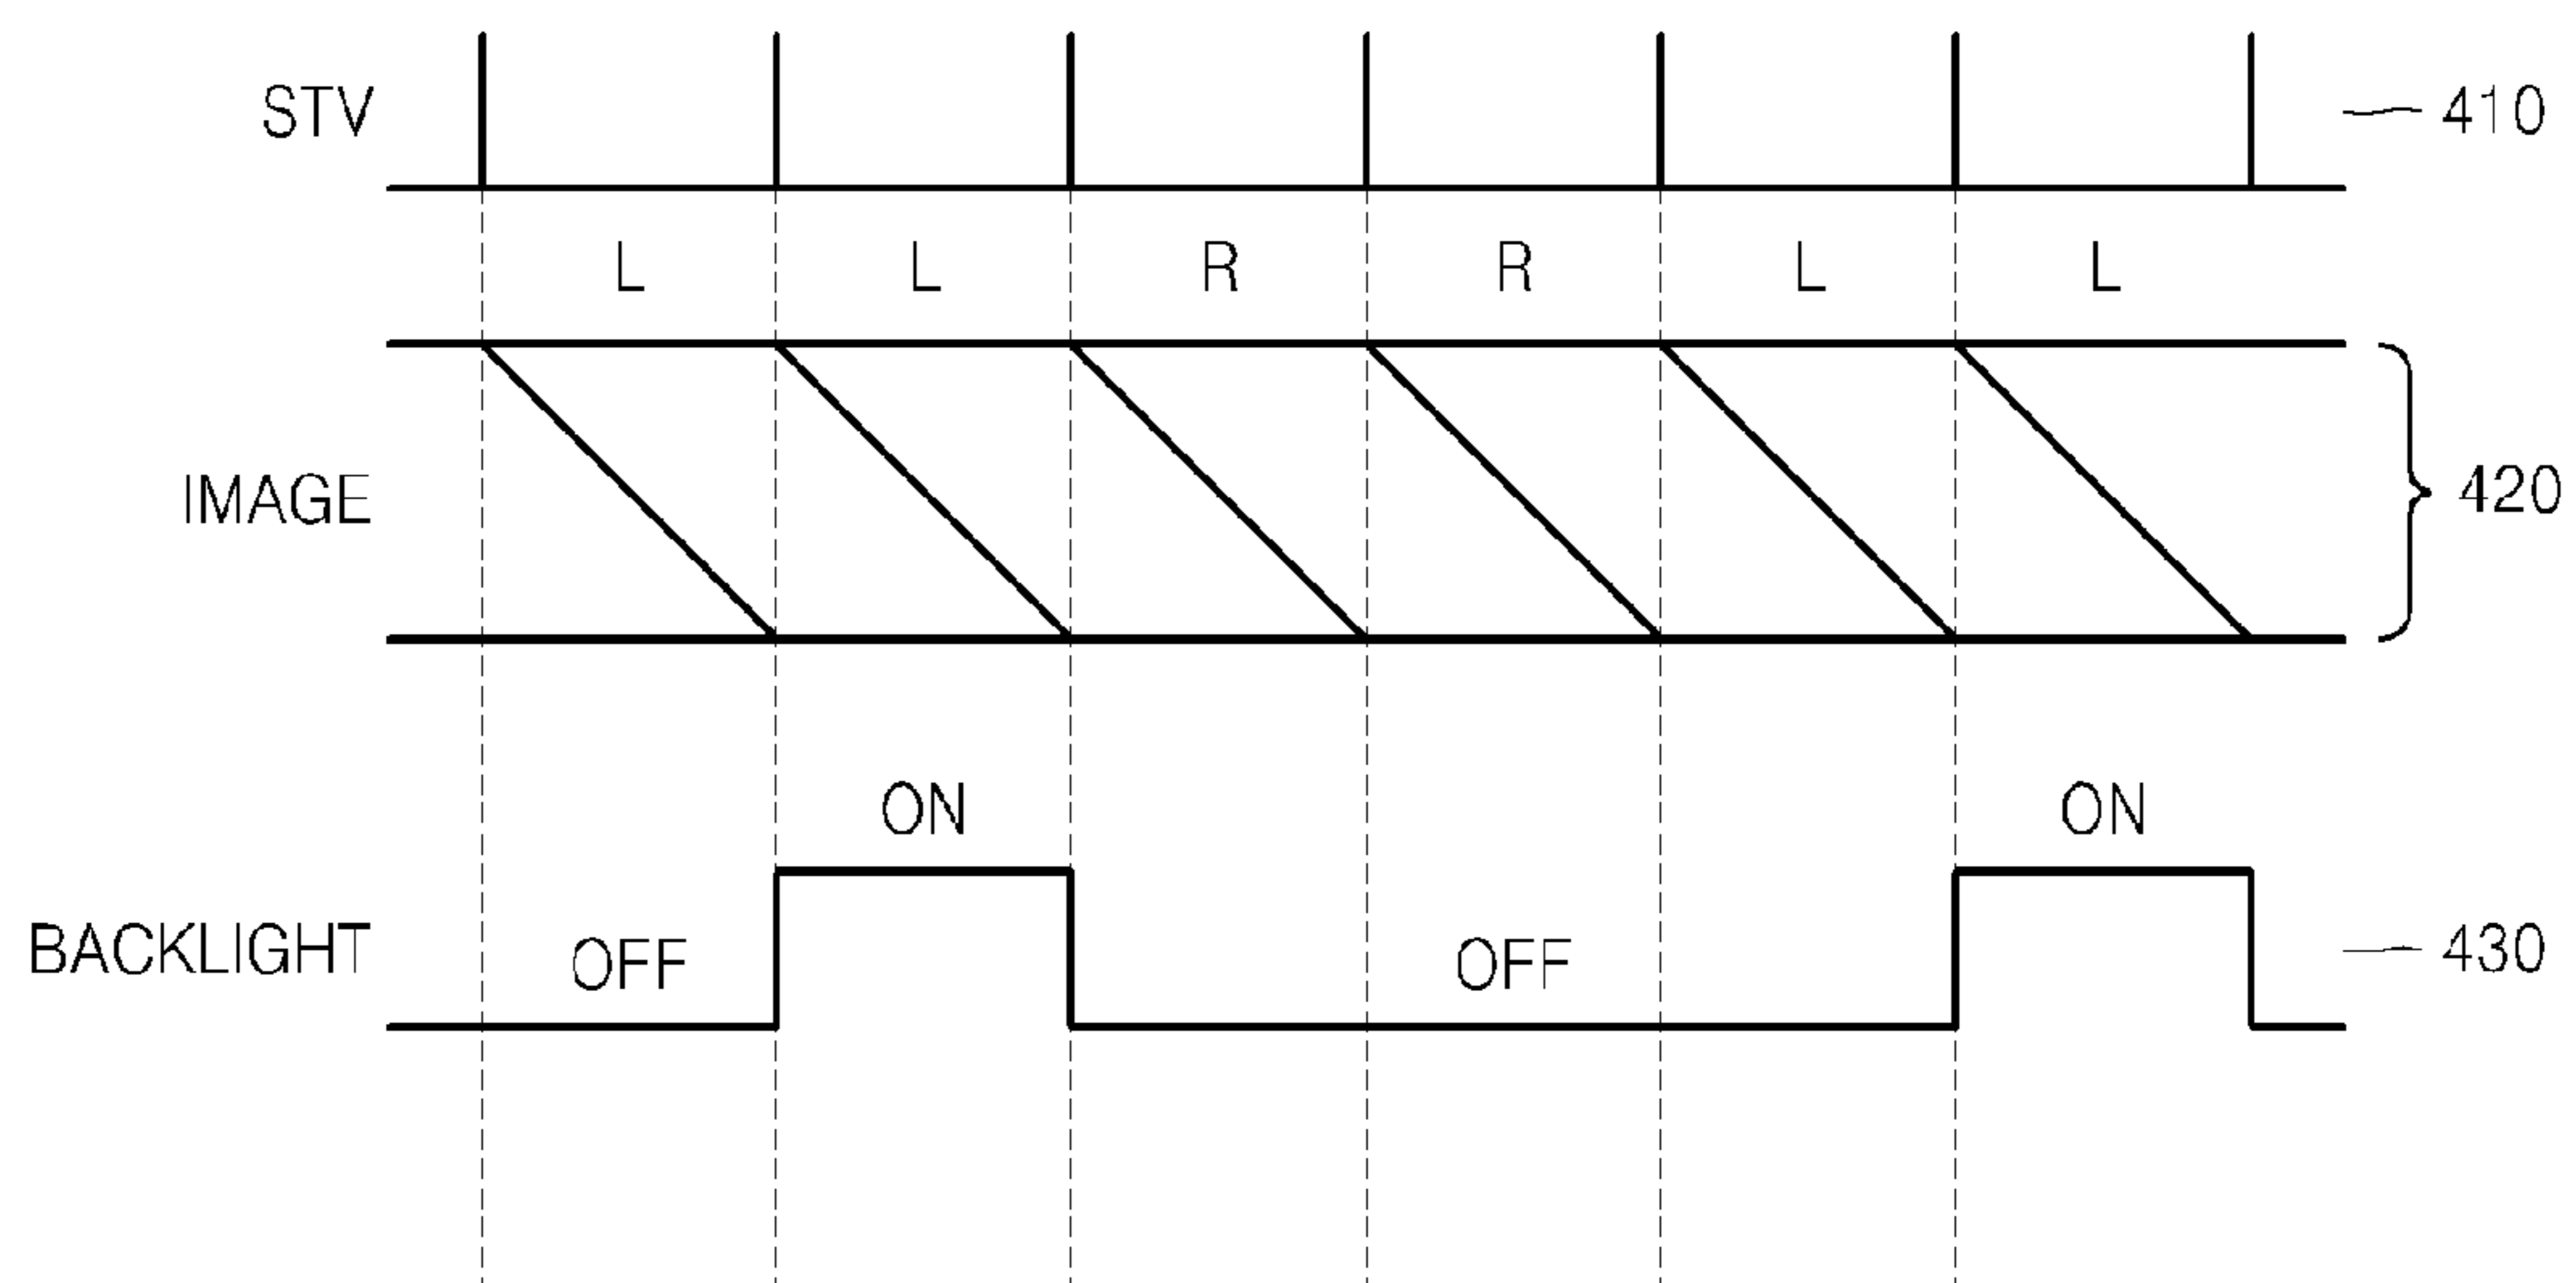 STV 410
L L R R L L
IMAGE 420
ON ON
BACKLIGHT OFF OFF 430